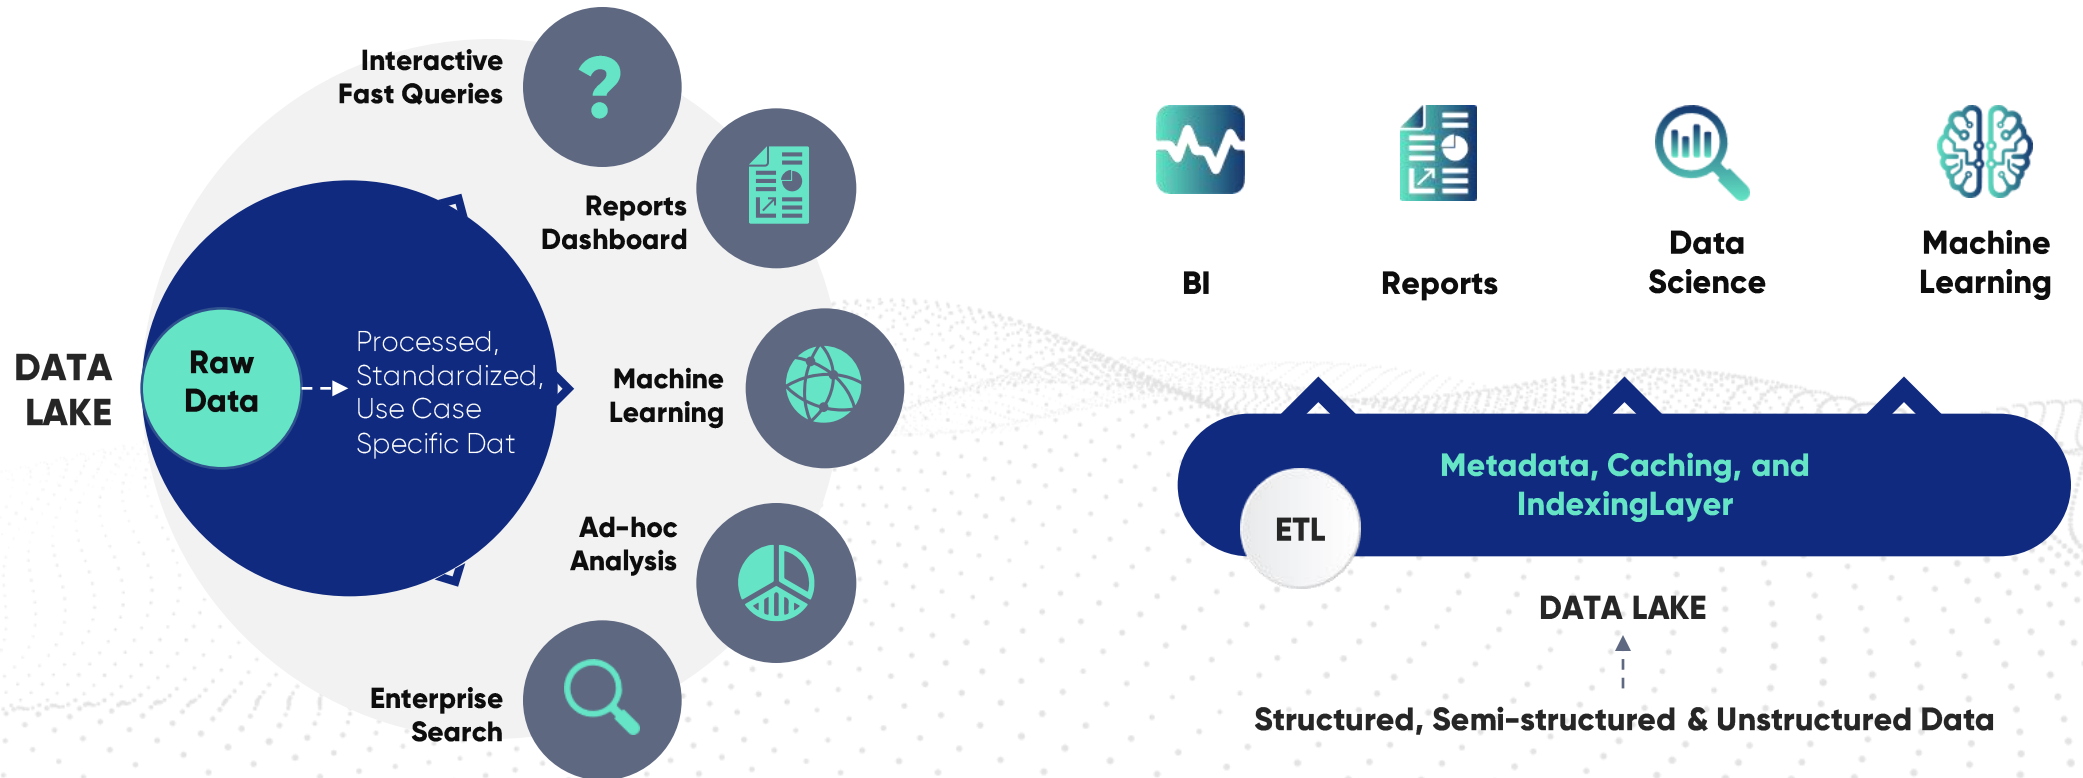 Interactive
Fast Queries
Reports
Dashboard
DATA
LAKE
Raw
Data
Processed,
Standardized,
Use Case
Specific Dat
Machine
Learning
Ad-hoc
Analysis
Enterprise
Search
BI
Reports
Data
Science
Machine
Learning
Metadata, Caching, and
IndexingLayer
ETL
DATA LAKE
Structured, Semi-structured & Unstructured Data